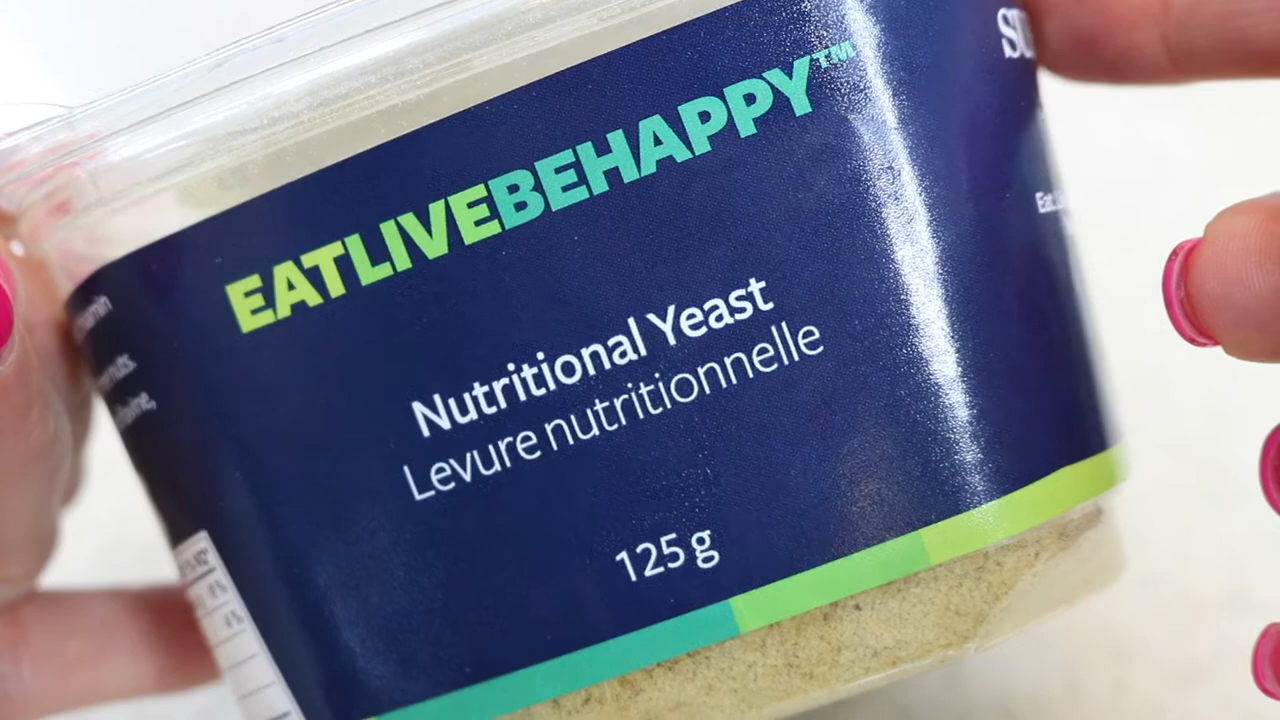 EATLIVEBEHAPPY™
Nutritional Yeast
Levure nutritionnelle
125 g